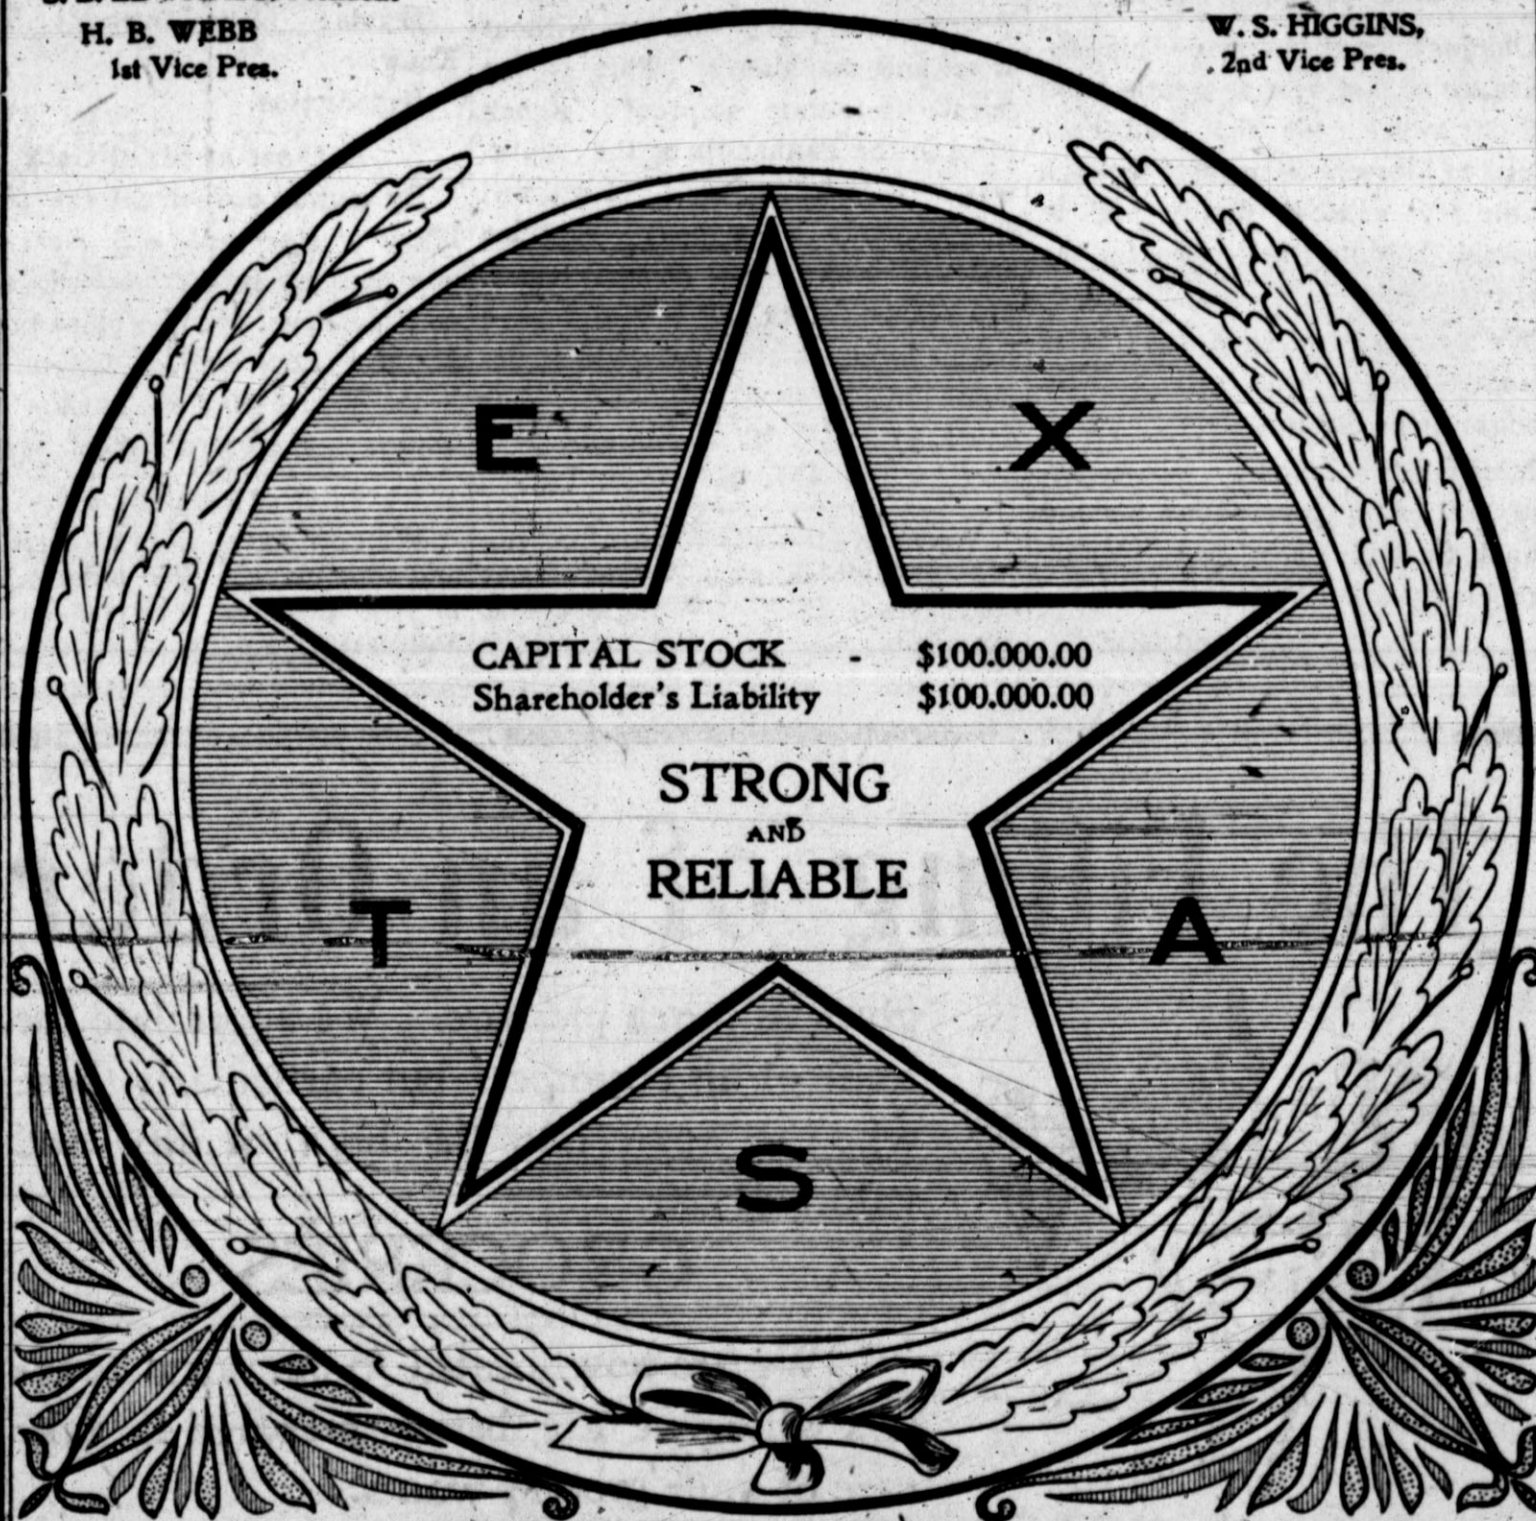 H. B. WEBB
1st Vice Pres.
W. S. HIGGINS,
2nd Vice Pres.
E X
CAPITAL STOCK - $100.000.00
Shareholder's Liability $100.000.00
STRONG
AND
RELIABLE
T A
S